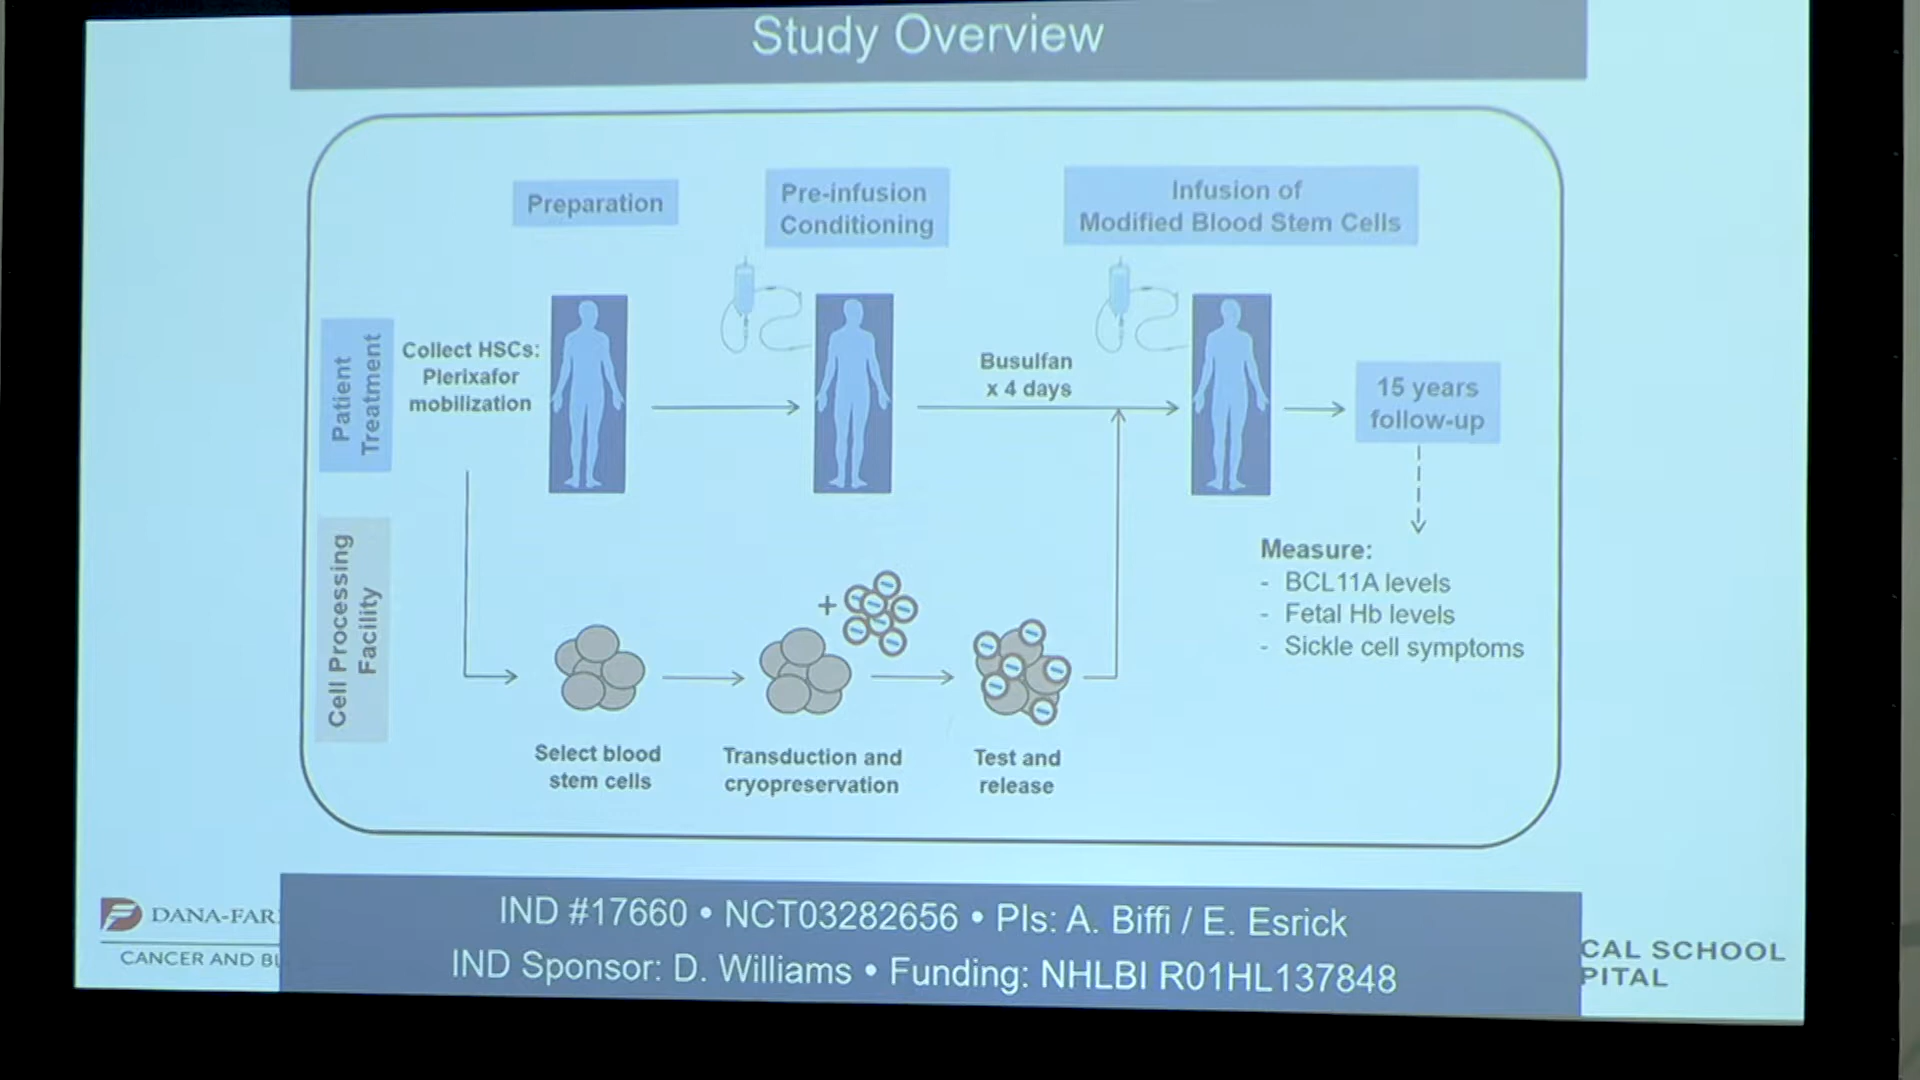 Study Overview
Preparation
Pre-infusion
Conditioning
Infusion of
Modified Blood Stem Cells
Patient
Treatment
Collect HSCs:
Plerixafor
mobilization
Busulfan
x 4 days
15 years
follow-up
Measure:
- BCL11A levels
- Fetal Hb levels
- Sickle cell symptoms
Cell Processing
Facility
+
Select blood
stem cells
Transduction and
cryopreservation
Test and
release
IND #17660 • NCT03282656 • PIs: A. Biffi / E. Esrick
IND Sponsor: D. Williams • Funding: NHLBI R01HL137848
DANA-FAR
CANCER AND BL
CAL SCHOOL
PITAL